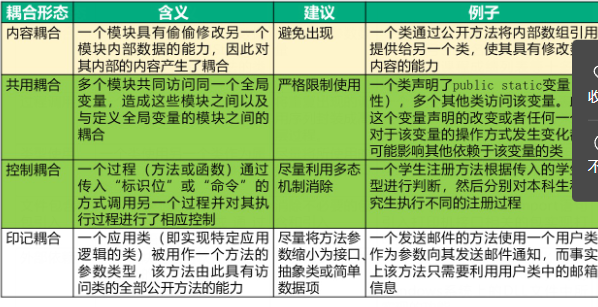 耦合形态 含义 建议 例子
内容耦合 一个模块具有偷偷修改另一个 避免出现 一个类通过公开方法将内部数组引用
模块内部数据的能力，因此对 提供给另一个类，使其具有修改
其内部的内容产生了耦合 内容的能力
共用耦合 多个模块共同访问同一个全局 严格限制使用 一个类声明了public static变量
变量，造成这些模块之间以及 性），多个其他类访问该变量。
与定义全局变量的模块之间的 这个变量声明的改变或者任何一
耦合 对于该变量的操作方式发生变化
可能影响其他依赖于该变量的类
控制耦合 一个过程（方法或函数）通过 尽量利用多态 一个学生注册方法根据传入的学
传入“标识位”或“命令”的 机制消除 型进行判断，然后分别对本科生
方式调用另一个过程并对其执 究生执行不同的注册过程
行过程进行了相应控制
印记耦合 一个应用类（即实现特定应用 尽量将方法参 一个发送邮件的方法使用一个用户类
逻辑的类）被用作一个方法的 数缩小为接口、 作为参数向其发送邮件通知，而事实
参数类型，该方法由此具有访 抽象类或简单 上该方法只需要利用用户类中的邮箱
问类的全部公开方法的能力 数据项 信息
收
不